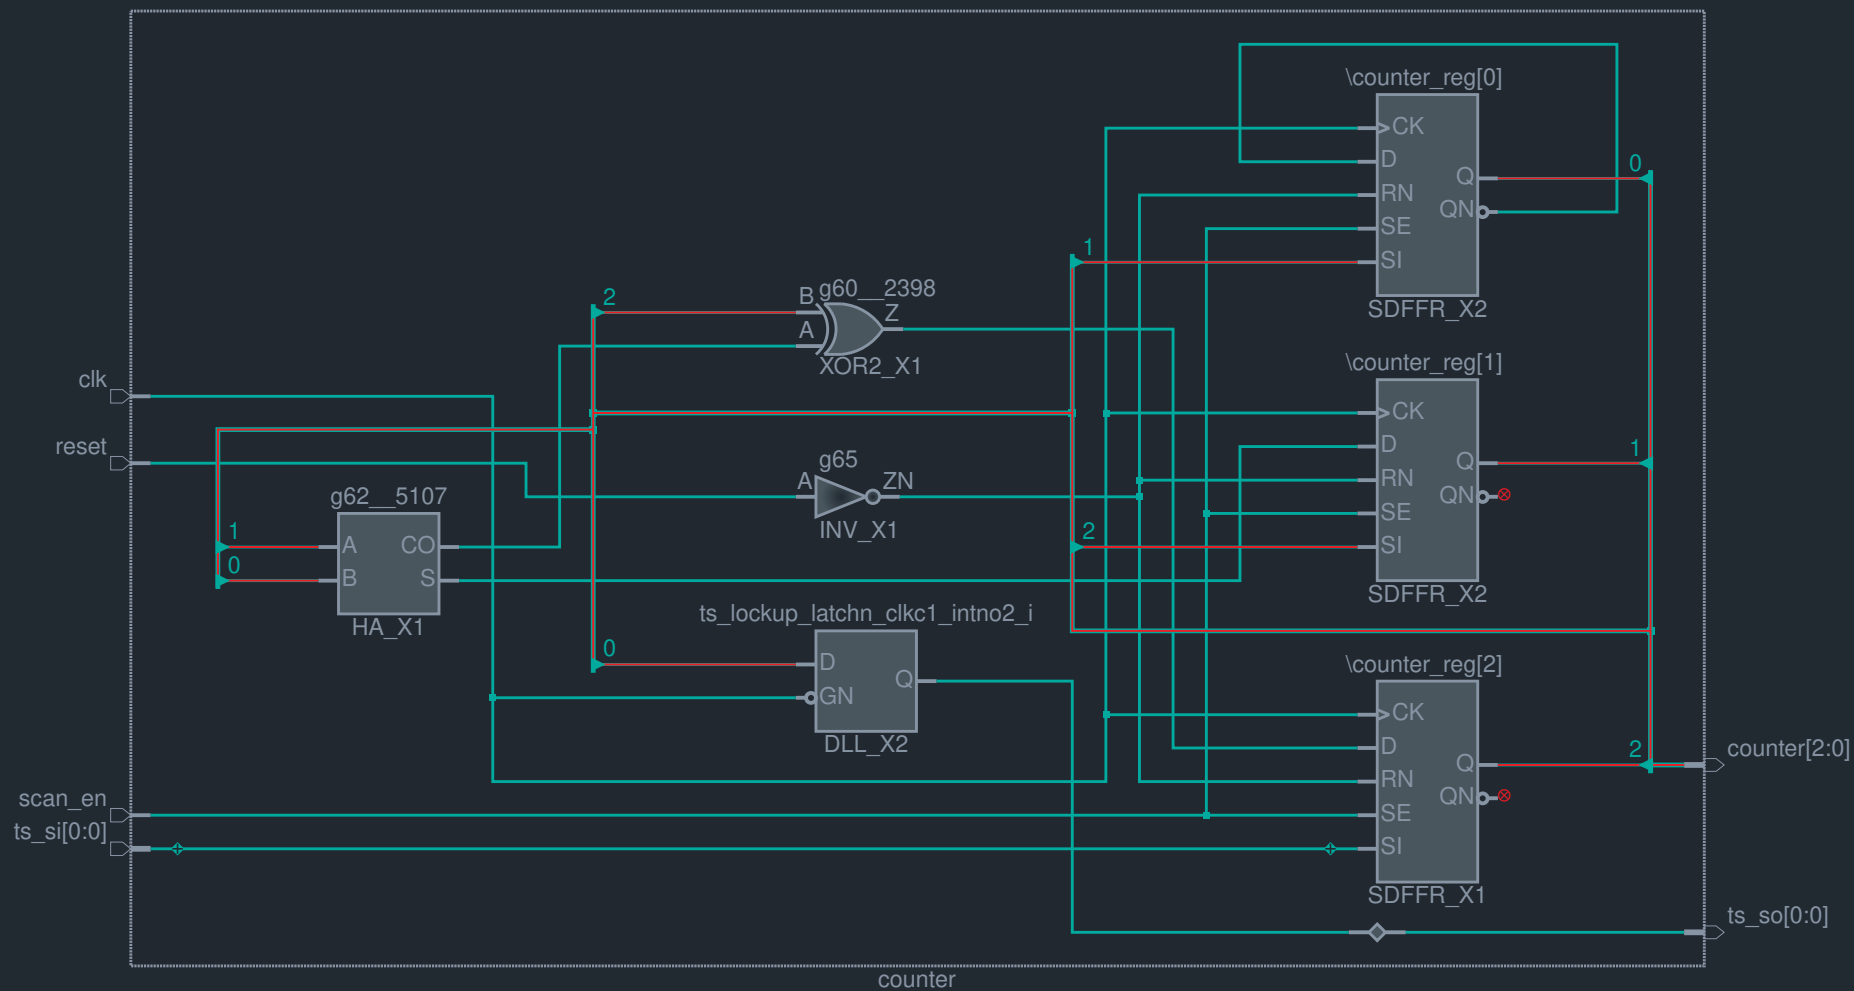 \counter_reg[0]
CK
D
RN
SE
SI
Q
QN
SDFFR_X2
0
1
2
B
g60__2398
A
Z
XOR2_X1
\counter_reg[1]
CK
D
RN
SE
SI
Q
QN
SDFFR_X2
1
2
clk
reset
g65
A
ZN
INV_X1
g62__5107
1
0
A
B
CO
S
HA_X1
ts_lockup_latchn_clkc1_intno2_i
0
D
GN
Q
DLL_X2
\counter_reg[2]
CK
D
RN
SE
SI
Q
QN
SDFFR_X1
2
counter[2:0]
scan_en
ts_si[0:0]
ts_so[0:0]
counter